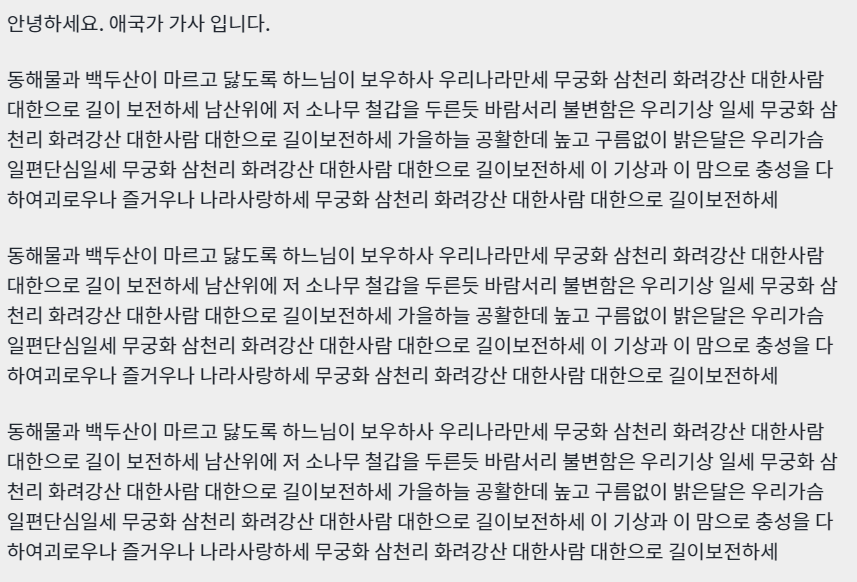 안녕하세요. 애국가 가사 입니다.
동해물과 백두산이 마르고 닳도록 하느님이 보우하사 우리나라만세 무궁화 삼천리 화려강산 대한사람
대한으로 길이 보전하세 남산위에 저 소나무 철갑을 두른듯 바람서리 불변함은 우리기상 일세 무궁화 삼
천리 화려강산 대한사람 대한으로 길이보전하세 가을하늘 공활한데 높고 구름없이 밝은달은 우리가슴
일편단심일세 무궁화 삼천리 화려강산 대한사람 대한으로 길이보전하세 이 기상과 이 맘으로 충성을 다
하여괴로우나 즐거우나 나라사랑하세 무궁화 삼천리 화려강산 대한사람 대한으로 길이보전하세
동해물과 백두산이 마르고 닳도록 하느님이 보우하사 우리나라만세 무궁화 삼천리 화려강산 대한사람
대한으로 길이 보전하세 남산위에 저 소나무 철갑을 두른듯 바람서리 불변함은 우리기상 일세 무궁화 삼
천리 화려강산 대한사람 대한으로 길이보전하세 가을하늘 공활한데 높고 구름없이 밝은달은 우리가슴
일편단심일세 무궁화 삼천리 화려강산 대한사람 대한으로 길이보전하세 이 기상과 이 맘으로 충성을 다
하여괴로우나 즐거우나 나라사랑하세 무궁화 삼천리 화려강산 대한사람 대한으로 길이보전하세
동해물과 백두산이 마르고 닳도록 하느님이 보우하사 우리나라만세 무궁화 삼천리 화려강산 대한사람
대한으로 길이 보전하세 남산위에 저 소나무 철갑을 두른듯 바람서리 불변함은 우리기상 일세 무궁화 삼
천리 화려강산 대한사람 대한으로 길이보전하세 가을하늘 공활한데 높고 구름없이 밝은달은 우리가슴
일편단심일세 무궁화 삼천리 화려강산 대한사람 대한으로 길이보전하세 이 기상과 이 맘으로 충성을 다
하여괴로우나 즐거우나 나라사랑하세 무궁화 삼천리 화려강산 대한사람 대한으로 길이보전하세